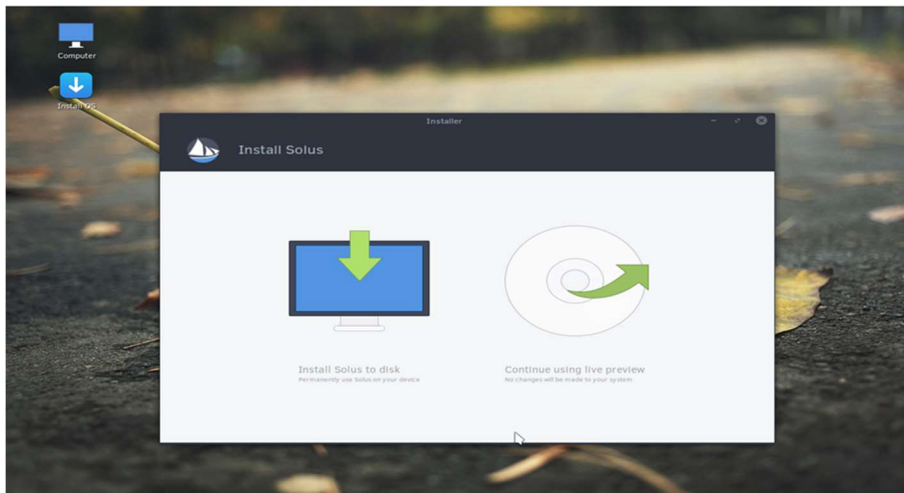 Computer
Install OS
Installer
Install Solus
Install Solus to disk
Permanently use Solus on your device
Continue using live preview
No changes will be made to your system